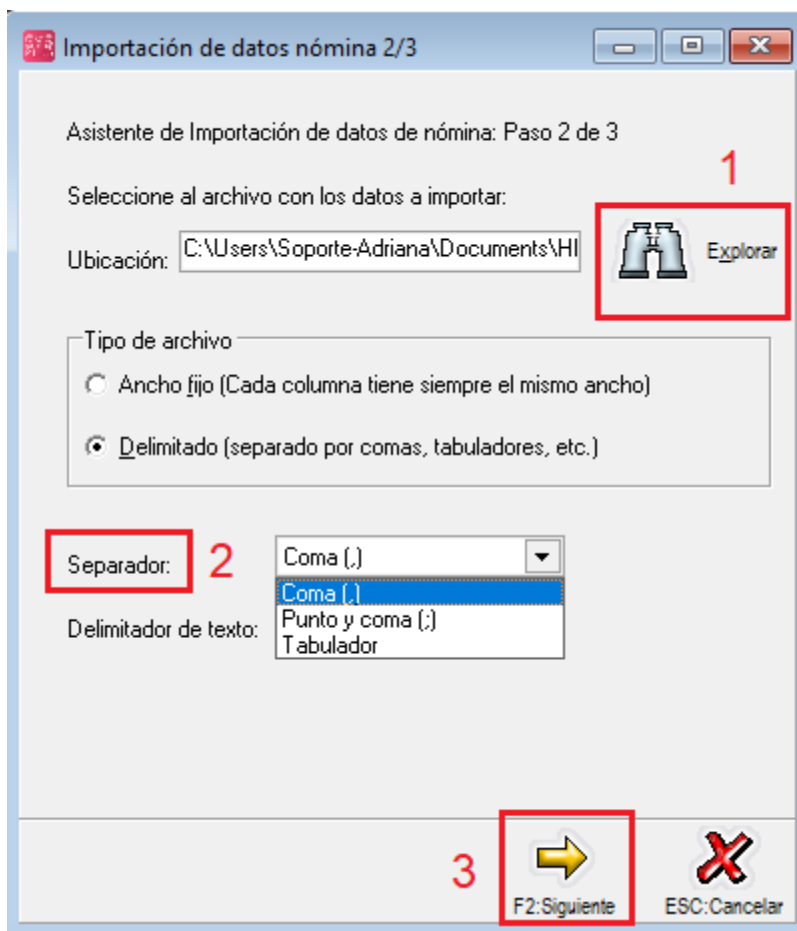 Importación de datos nómina 2/3
Asistente de Importación de datos de nómina: Paso 2 de 3
1
Seleccione al archivo con los datos a importar:
Ubicación: C:\Users\Soporte-Adriana\Documents\HI Explorar
Tipo de archivo
Ancho fijo (Cada columna tiene siempre el mismo ancho)
Delimitado (separado por comas, tabuladores, etc.)
Separador: 2 Coma (,)
Coma (,)
Punto y coma (;)
Delimitador de texto:
Tabulador
3
F2:Siguiente ESC:Cancelar